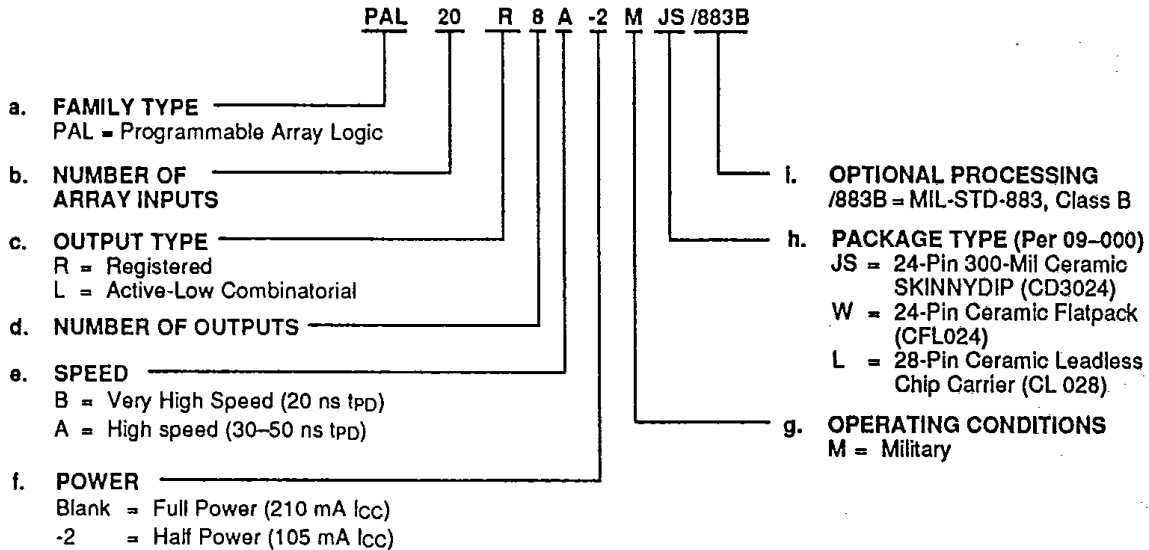 PAL 20 R 8 A -2 M JS /883B
a. FAMILY TYPE
PAL = Programmable Array Logic
b. NUMBER OF
ARRAY INPUTS
c. OUTPUT TYPE
R = Registered
L = Active-Low Combinatorial
d. NUMBER OF OUTPUTS
e. SPEED
B = Very High Speed (20 ns tPD)
A = High speed (30–50 ns tPD)
f. POWER
Blank = Full Power (210 mA ICC)
-2 = Half Power (105 mA ICC)
i. OPTIONAL PROCESSING
/883B = MIL-STD-883, Class B
h. PACKAGE TYPE (Per 09–000)
JS = 24-Pin 300-Mil Ceramic
SKINNYDIP (CD3024)
W = 24-Pin Ceramic Flatpack
(CFL024)
L = 28-Pin Ceramic Leadless
Chip Carrier (CL 028)
g. OPERATING CONDITIONS
M = Military